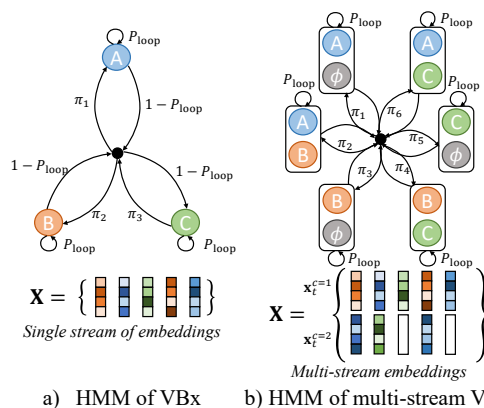 P_loop
A
π_1
1 − P_loop
1 − P_loop
1 − P_loop
π_2
π_3
B
C
P_loop
P_loop
X = { }
Single stream of embeddings
a) HMM of VBx
P_loop
P_loop
A
ϕ
A
C
P_loop
P_loop
π_1
π_6
A
B
π_2
π_5
C
ϕ
π_3
π_4
B
ϕ
B
C
P_loop
P_loop
X =
x_t^{c=1}
x_t^{c=2}
Multi-stream embeddings
b) HMM of multi-stream V